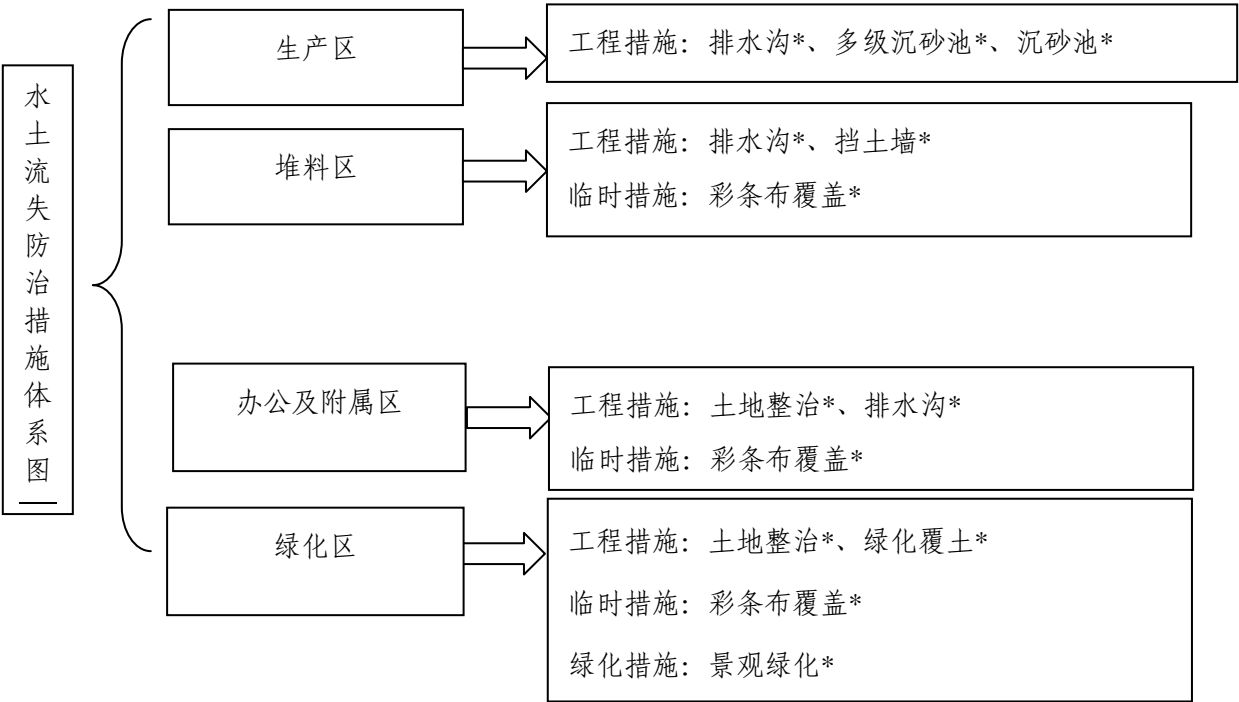 水土流失防治措施体系图
生产区
工程措施：排水沟*、多级沉砂池*、沉砂池*
堆料区
工程措施：排水沟*、挡土墙*
临时措施：彩条布覆盖*
办公及附属区
工程措施：土地整治*、排水沟*
临时措施：彩条布覆盖*
绿化区
工程措施：土地整治*、绿化覆土*
临时措施：彩条布覆盖*
绿化措施：景观绿化*